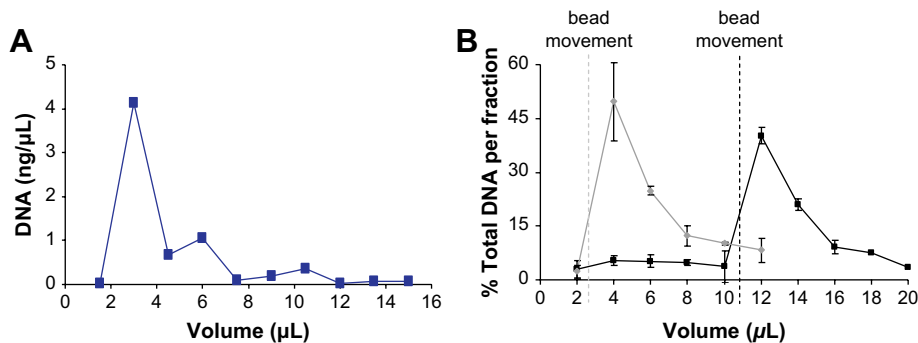 A
DNA (ng/µL)
5
4
3
2
1
0
0 2 4 6 8 10 12 14 16
Volume (µL)
B
bead movement
bead movement
% Total DNA per fraction
60
45
30
15
0
0 2 4 6 8 10 12 14 16 18 20
Volume (µL)